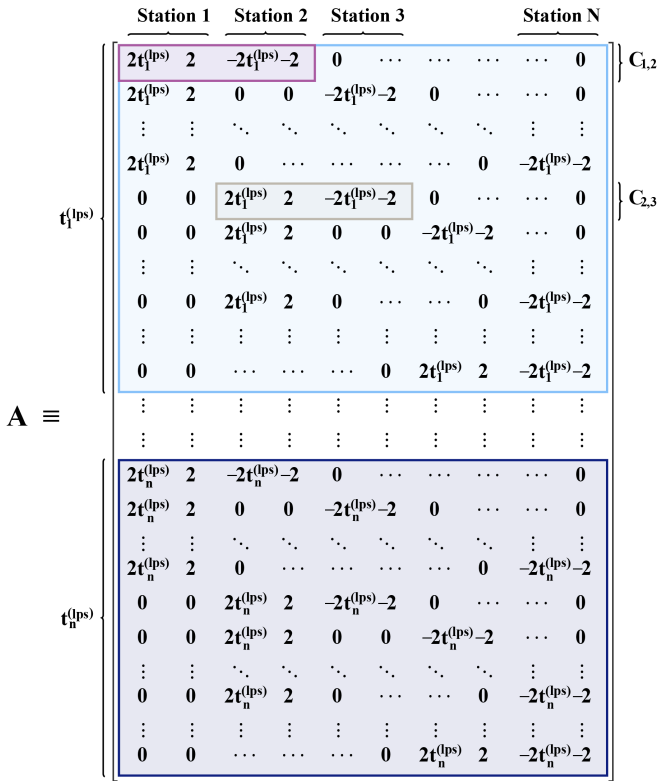 Station 1 Station 2 Station 3 Station N
2t₁⁽ˡᵖˢ⁾ 2 −2t₁⁽ˡᵖˢ⁾ −2 0 ··· ··· ··· ··· 0 C₁,₂
2t₁⁽ˡᵖˢ⁾ 2 0 0 −2t₁⁽ˡᵖˢ⁾ −2 0 ··· ··· 0
⋮ ⋮ ⋱ ⋱ ⋱ ⋱ ⋱ ⋱ ⋮ ⋮
2t₁⁽ˡᵖˢ⁾ 2 0 ··· ··· ··· ··· 0 −2t₁⁽ˡᵖˢ⁾ −2
t₁⁽ˡᵖˢ⁾ 0 0 2t₁⁽ˡᵖˢ⁾ 2 −2t₁⁽ˡᵖˢ⁾ −2 0 ··· ··· 0 C₂,₃
0 0 2t₁⁽ˡᵖˢ⁾ 2 0 0 −2t₁⁽ˡᵖˢ⁾ −2 ··· 0
⋮ ⋮ ⋱ ⋱ ⋱ ⋱ ⋱ ⋱ ⋮ ⋮
0 0 2t₁⁽ˡᵖˢ⁾ 2 0 ··· ··· 0 −2t₁⁽ˡᵖˢ⁾ −2
⋮ ⋮ ⋮ ⋮ ⋮ ⋮ ⋮ ⋮ ⋮ ⋮
0 0 ··· ··· ··· 0 2t₁⁽ˡᵖˢ⁾ 2 −2t₁⁽ˡᵖˢ⁾ −2
A ≡ ⋮ ⋮ ⋮ ⋮ ⋮ ⋮ ⋮ ⋮ ⋮ ⋮
⋮ ⋮ ⋮ ⋮ ⋮ ⋮ ⋮ ⋮ ⋮ ⋮
2tₙ⁽ˡᵖˢ⁾ 2 −2tₙ⁽ˡᵖˢ⁾ −2 0 ··· ··· ··· ··· 0
2tₙ⁽ˡᵖˢ⁾ 2 0 0 −2tₙ⁽ˡᵖˢ⁾ −2 0 ··· ··· 0
⋮ ⋮ ⋱ ⋱ ⋱ ⋱ ⋱ ⋱ ⋮ ⋮
2tₙ⁽ˡᵖˢ⁾ 2 0 ··· ··· ··· ··· 0 −2tₙ⁽ˡᵖˢ⁾ −2
tₙ⁽ˡᵖˢ⁾ 0 0 2tₙ⁽ˡᵖˢ⁾ 2 −2tₙ⁽ˡᵖˢ⁾ −2 0 ··· ··· 0
0 0 2tₙ⁽ˡᵖˢ⁾ 2 0 0 −2tₙ⁽ˡᵖˢ⁾ −2 ··· 0
⋮ ⋮ ⋱ ⋱ ⋱ ⋱ ⋱ ⋱ ⋮ ⋮
0 0 2tₙ⁽ˡᵖˢ⁾ 2 0 ··· ··· 0 −2tₙ⁽ˡᵖˢ⁾ −2
⋮ ⋮ ⋮ ⋮ ⋮ ⋮ ⋮ ⋮ ⋮ ⋮
0 0 ··· ··· ··· 0 2tₙ⁽ˡᵖˢ⁾ 2 −2tₙ⁽ˡᵖˢ⁾ −2